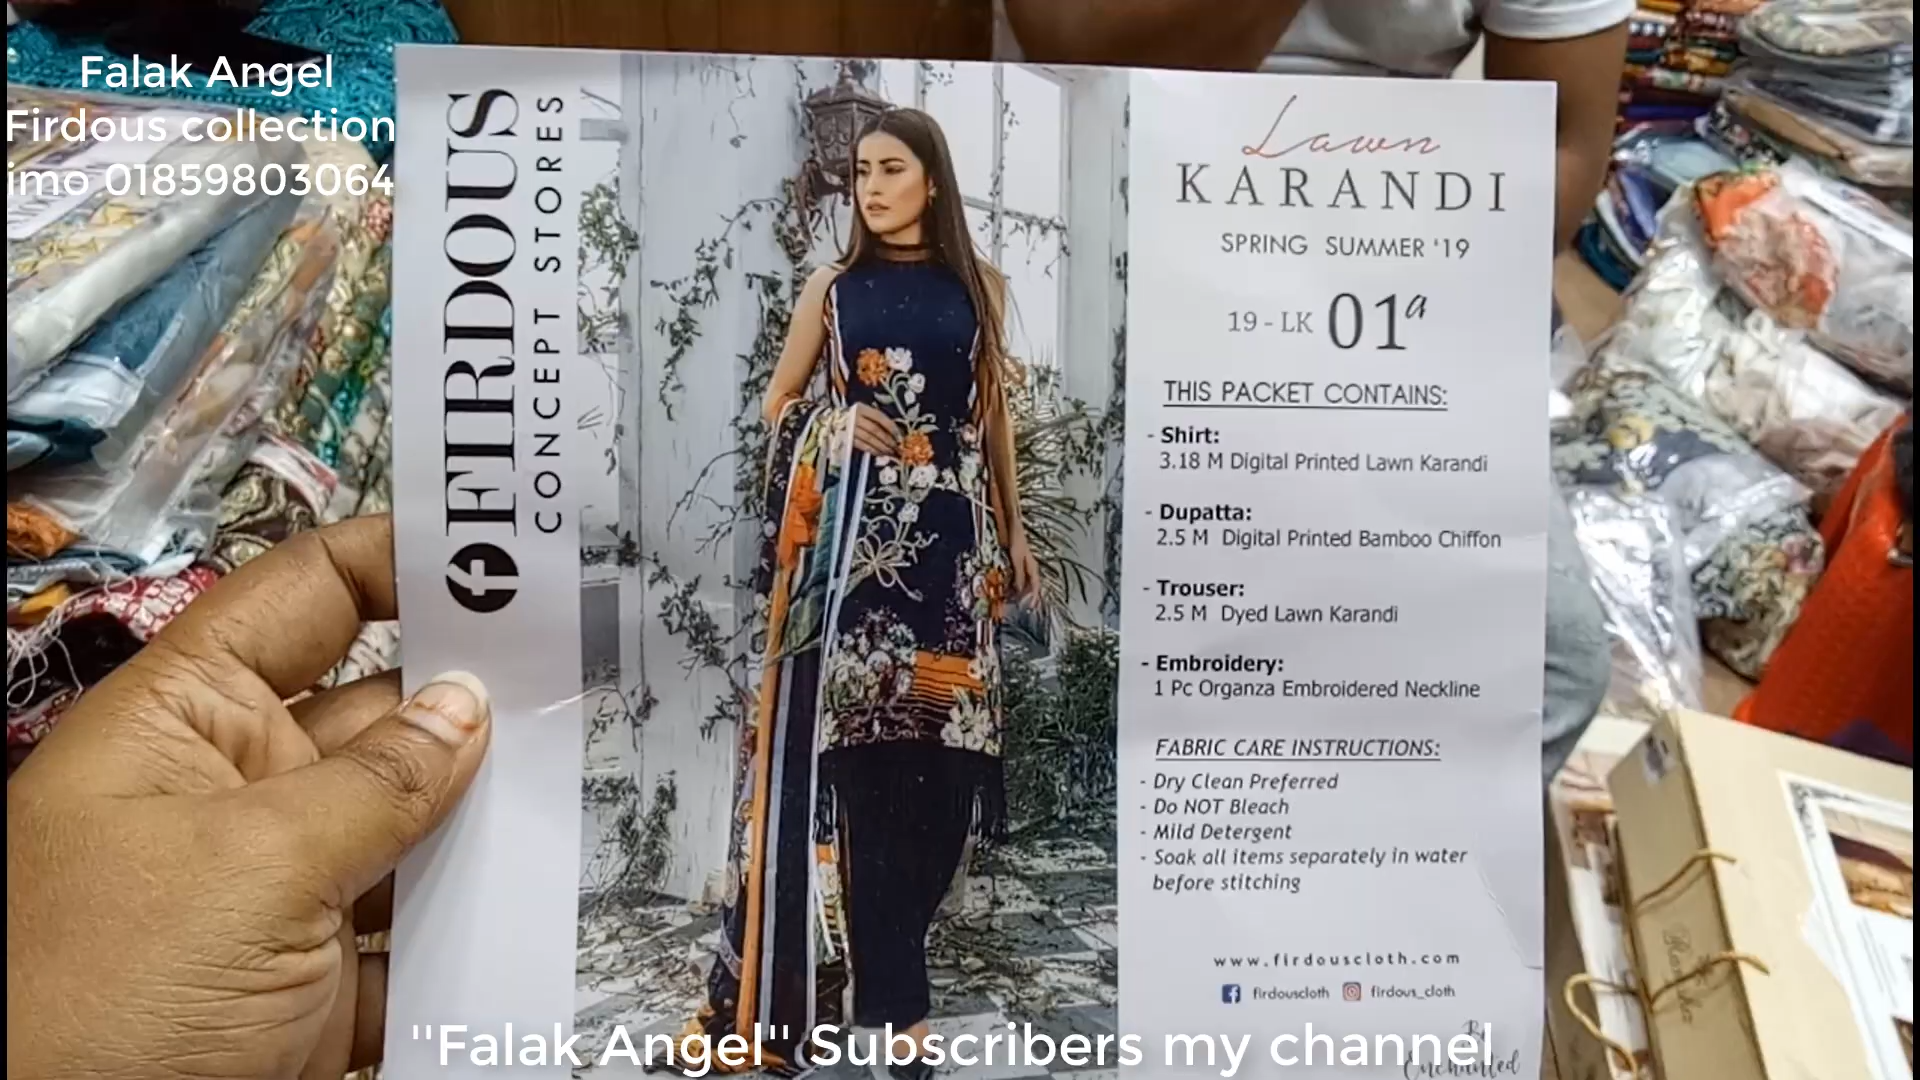 Falak Angel
Firdous collection
imo 01859803064
FIRDOUS
CONCEPT STORES
Lawn
KARANDI
SPRING SUMMER '19
19 - LK 01a
THIS PACKET CONTAINS:
- Shirt:
3.18 M Digital Printed Lawn Karandi
- Dupatta:
2.5 M Digital Printed Bamboo Chiffon
- Trouser:
2.5 M Dyed Lawn Karandi
- Embroidery:
1 Pc Organza Embroidered Neckline
FABRIC CARE INSTRUCTIONS:
- Dry Clean Preferred
- Do NOT Bleach
- Mild Detergent
- Soak all items separately in water
before stitching
www.firdouscloth.com
firdouscloth firdous_cloth
"Falak Angel" Subscribers my channel
Enchanted